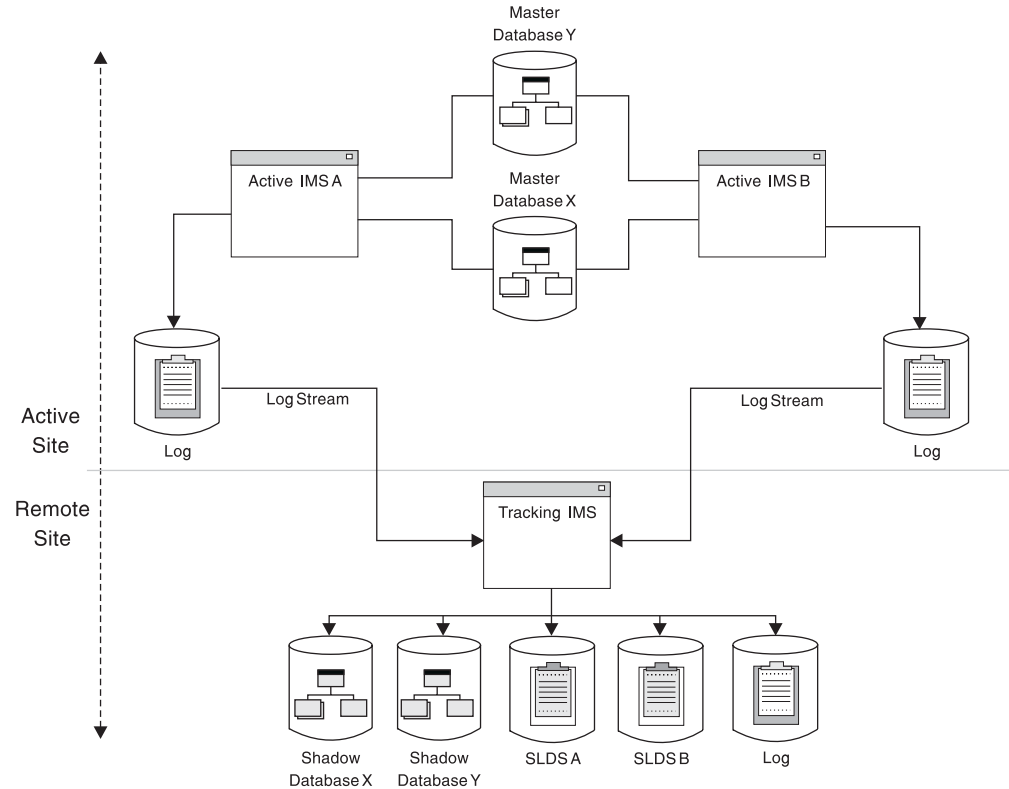 Master
Database Y
Active IMS A
Master
Database X
Active IMS B
Log Stream
Log Stream
Active
Site
Log
Log
Remote
Site
Tracking IMS
Shadow
Database X
Shadow
Database Y
SLDS A
SLDS B
Log